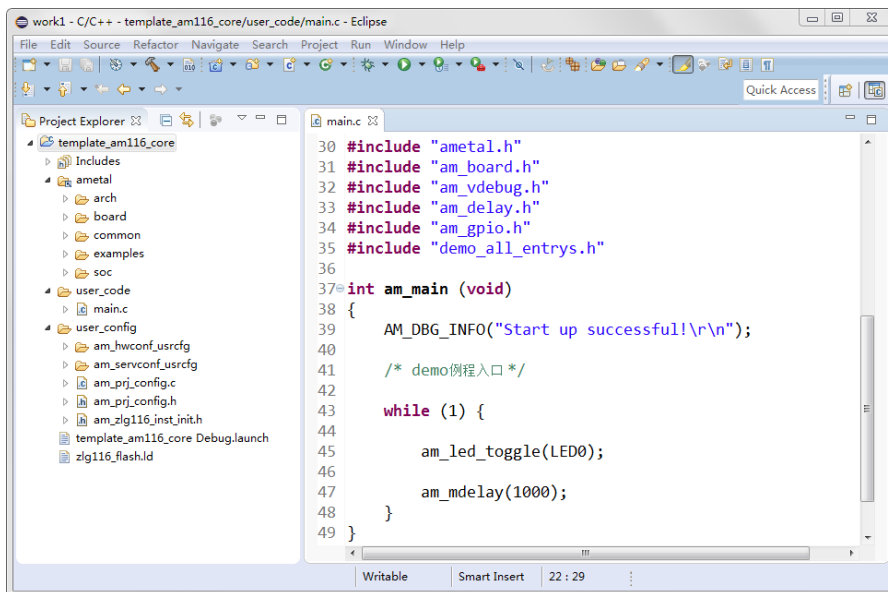 work1 - C/C++ - template_am116_core/user_code/main.c - Eclipse
File Edit Source Refactor Navigate Search Project Run Window Help
Quick Access
Project Explorer
template_am116_core
Includes
ametal
arch
board
common
examples
soc
user_code
main.c
user_config
am_hwconf_usrcfg
am_servconf_usrcfg
am_prj_config.c
am_prj_config.h
am_zlg116_inst_init.h
template_am116_core Debug.launch
zlg116_flash.ld
main.c
30 #include "ametal.h"
31 #include "am_board.h"
32 #include "am_vdebug.h"
33 #include "am_delay.h"
34 #include "am_gpio.h"
35 #include "demo_all_entrys.h"
36
37 int am_main (void)
38 {
39 AM_DBG_INFO("Start up successful!\r\n");
40
41 /* demo例程入口 */
42
43 while (1) {
44
45 am_led_toggle(LED0);
46
47 am_mdelay(1000);
48 }
49 }
Writable Smart Insert 22 : 29